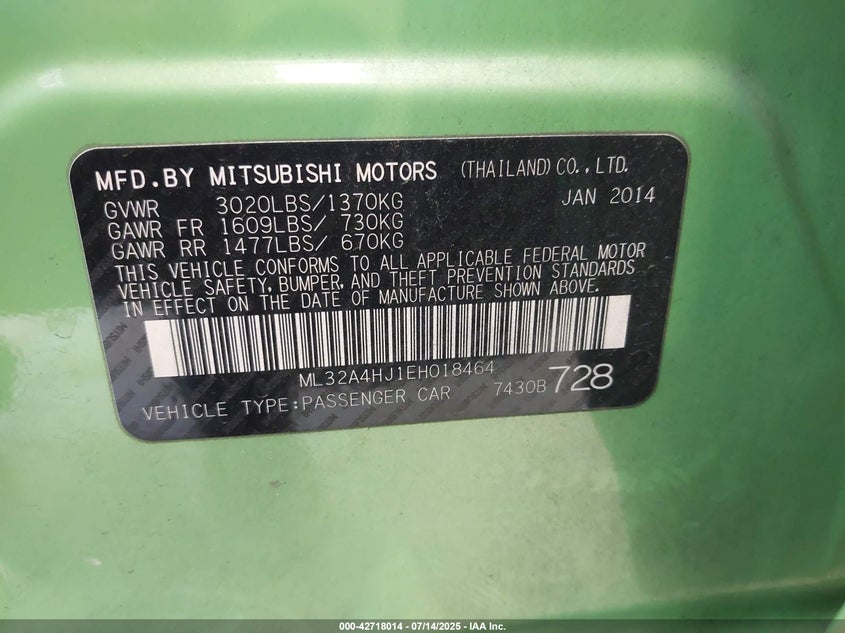 MFD.BY MITSUBISHI MOTORS (THAILAND) CO., LTD.
GVWR 3020LBS/1370KG JAN 2014
GAWR FR 1609LBS/ 730KG
GAWR RR 1477LBS/ 670KG
THIS VEHICLE CONFORMS TO ALL APPLICABLE FEDERAL MOTOR
VEHICLE SAFETY, BUMPER, AND THEFT PREVENTION STANDARDS
IN EFFECT ON THE DATE OF MANUFACTURE SHOWN ABOVE.
ML32A4HJ1EH018464
VEHICLE TYPE:PASSENGER CAR 7430B 728
000-42718014 - 07/14/2025 - IAA Inc.